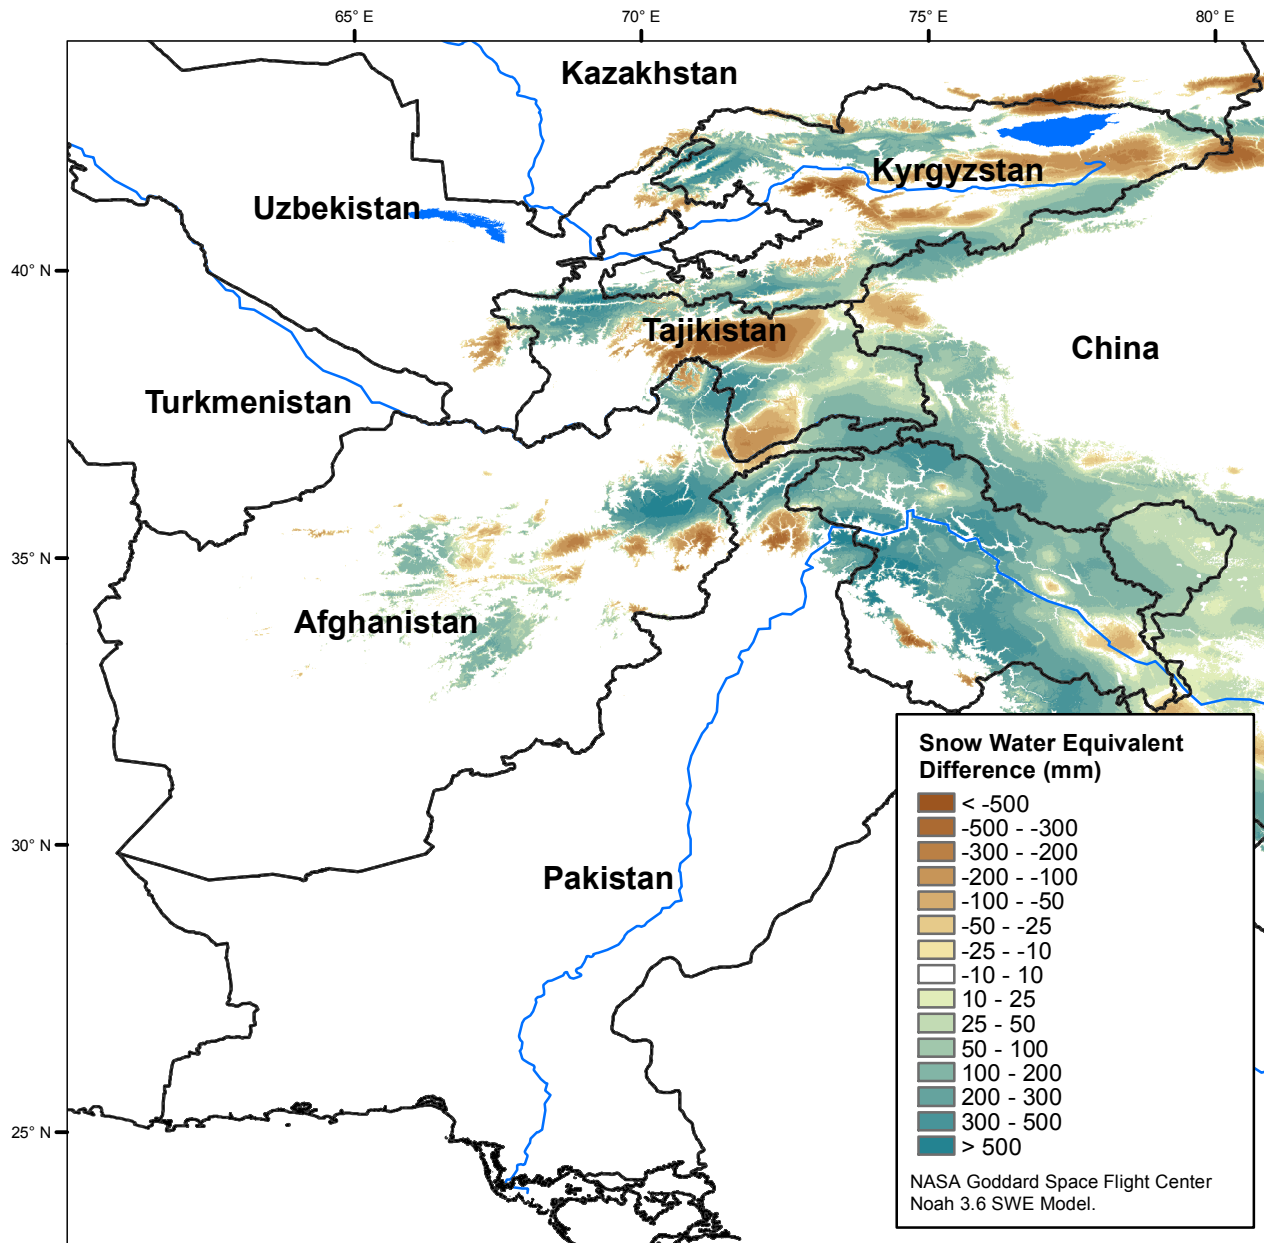 65° E
70° E
75° E
80° E
Kazakhstan
Kyrgyzstan
Uzbekistan
40° N
Tajikistan
China
Turkmenistan
35° N
Afghanistan
30° N
Pakistan
25° N
Snow Water Equivalent
Difference (mm)
< -500
-500 - -300
-300 - -200
-200 - -100
-100 - -50
-50 - -25
-25 - -10
-10 - 10
10 - 25
25 - 50
50 - 100
100 - 200
200 - 300
300 - 500
> 500
NASA Goddard Space Flight Center
Noah 3.6 SWE Model.